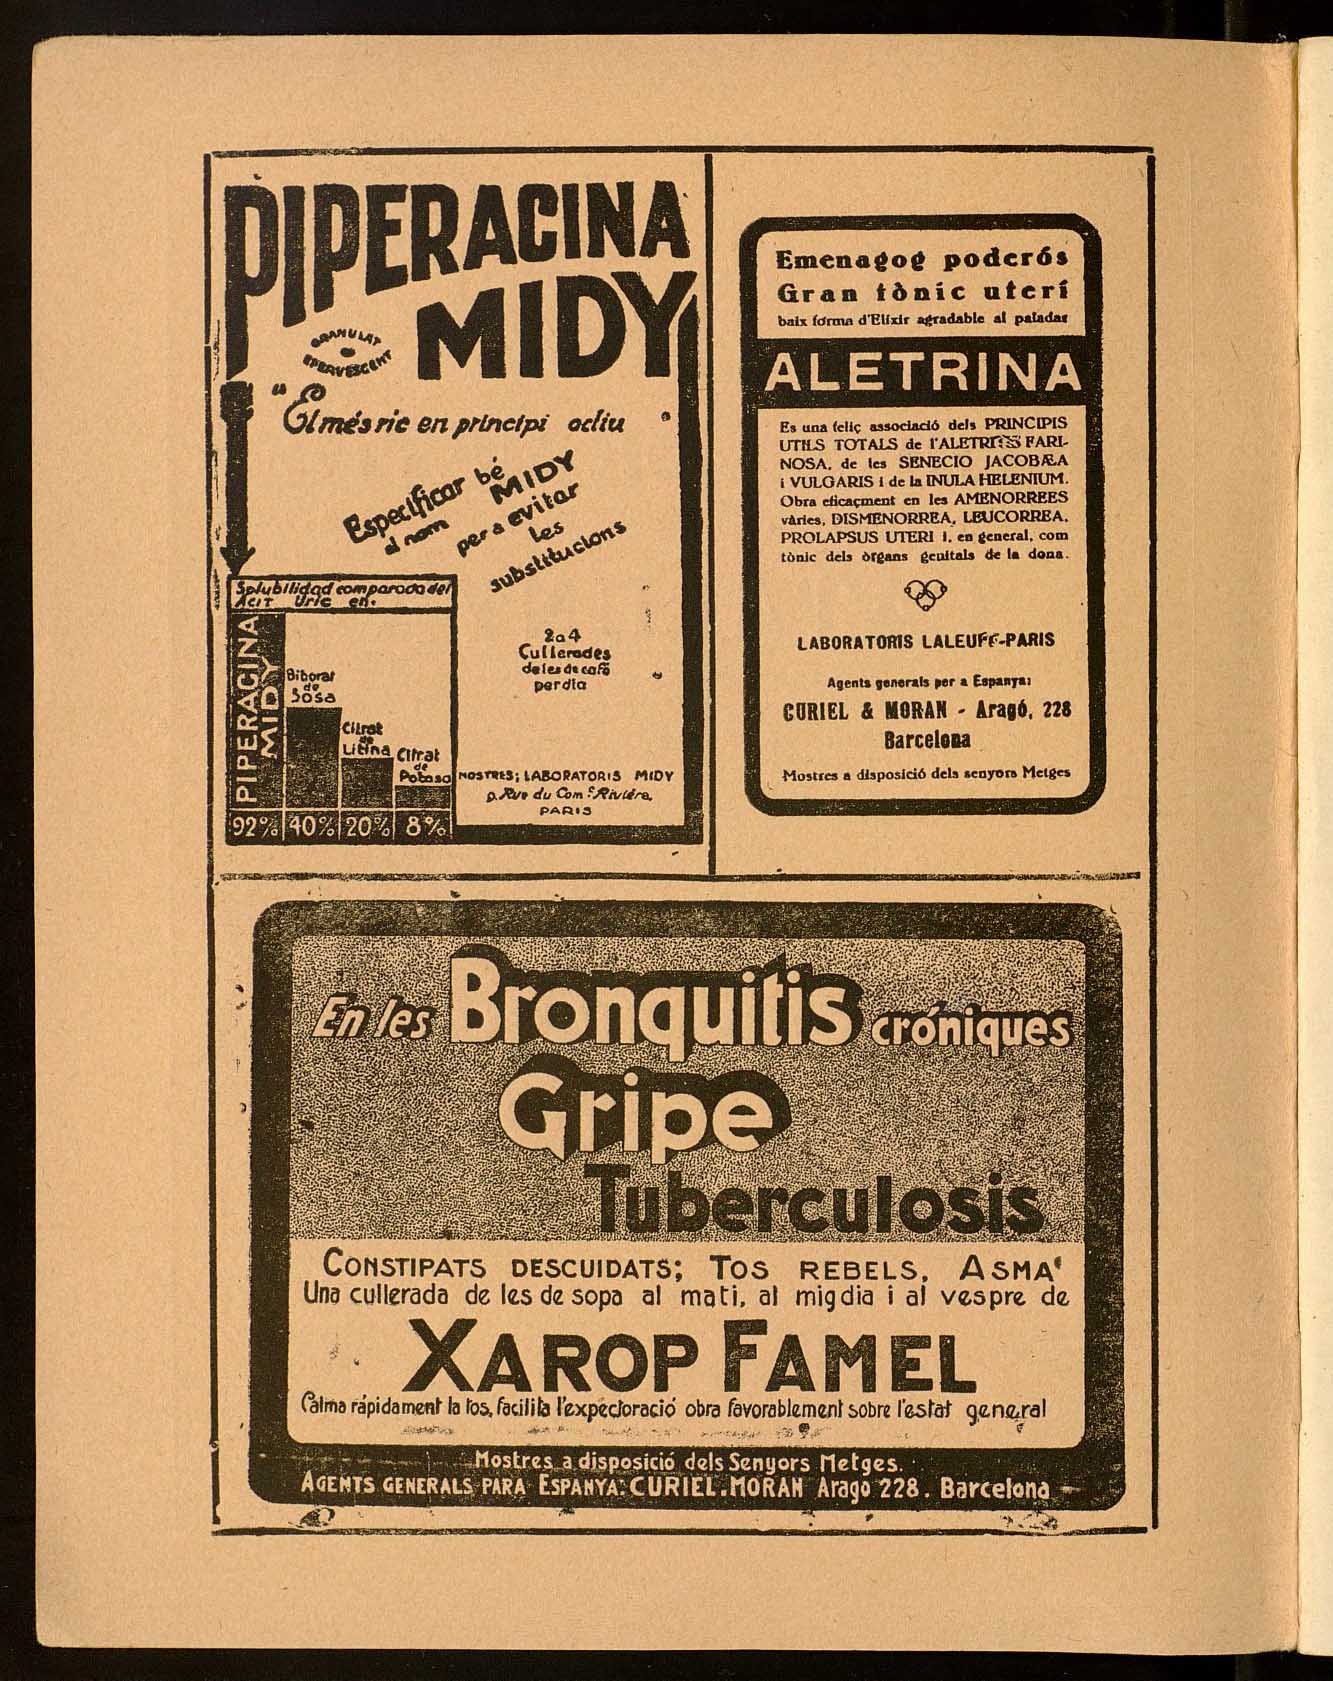 PIPERACINA
MIDY
GRANULAT
EFERVESCENT
"El més ric en principi actiu"
Especificar bé
el nom MIDY
per a evitar
les
substitucions
Solubilidad comparada del
Acit Uric en.
PIPERACINA
MIDY
Biborat
de
Sosa
Citrat
de
Litina
Citrat
de
Potasa
92% 40% 20% 8%
2 a 4
Cullerades
de les de café
per dia
MOSTRES; LABORATORIS MIDY
9. Rue du Comt Rivière.
PARIS
Emenagog poderós
Gran tònic uterí
baix forma d'Elixir agradable al paladar
ALETRINA
Es una feliç associació dels PRINCIPIS
UTILS TOTALS de l'ALETRIS FARI-
NOSA, de les SENECIO JACOBÆA
i VULGARIS i de la INULA HELENIUM.
Obra eficaçment en les AMENORREES
vàries, DISMENORREA, LEUCORREA,
PROLAPSUS UTERI i, en general, com
tònic dels òrgans genitals de la dona.
LABORATORIS LALEUFF-PARIS
Agents generals per a Espanya:
CURIEL & MORAN - Aragó, 228
Barcelona
Mostres a disposició dels senyors Metges
En les Bronquitis cróniques
Gripe
Tuberculosis
CONSTIPATS DESCUIDATS; TOS REBELS, ASMA
Una cullerada de les de sopa al mati, al migdia i al vespre de
XAROP FAMEL
Calma rápidament la tos, facilita l'expectoració obra favorablement sobre l'estat general
Mostres a disposició dels Senyors Metges.
AGENTS GENERALS PARA ESPANYA: CURIEL. MORAN Arago 228. Barcelona